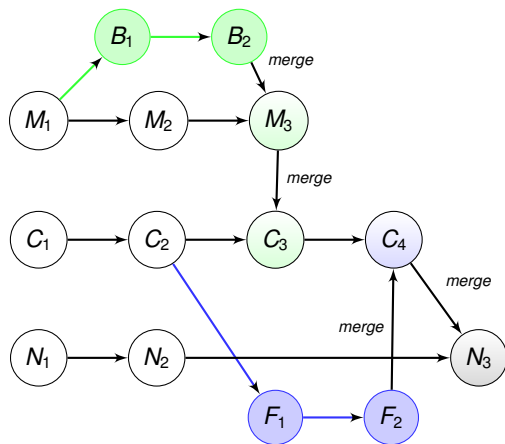 B₁ B₂
merge
M₁ M₂ M₃
merge
C₁ C₂ C₃ C₄
merge
merge
N₁ N₂ N₃
F₁ F₂